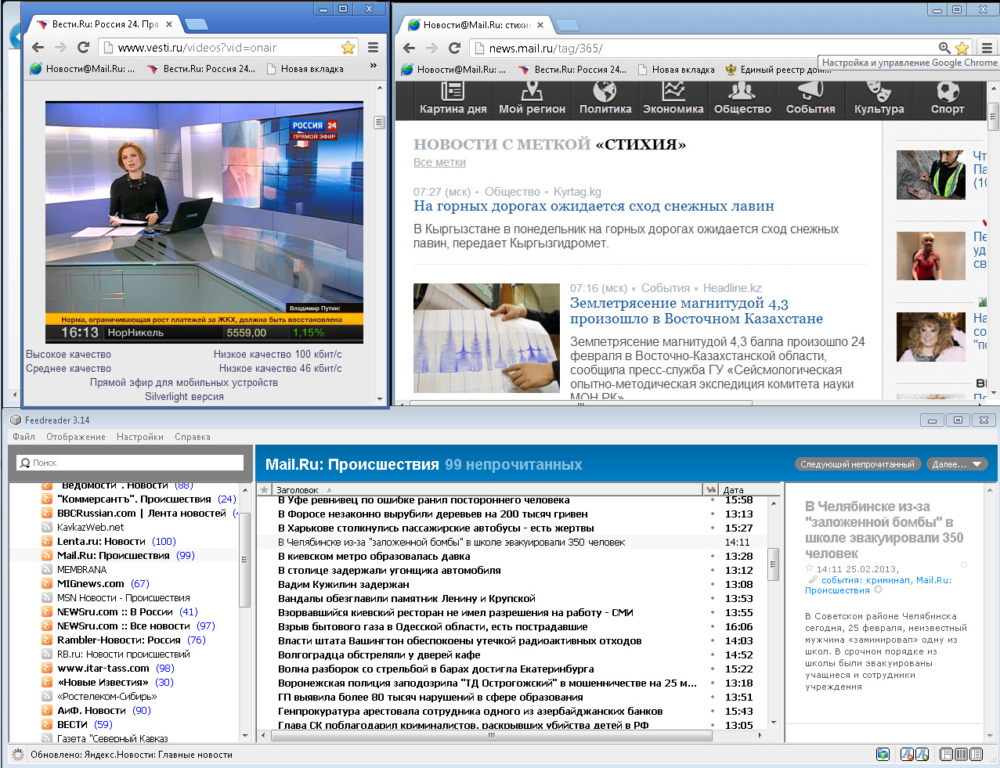 Вести.Ru: Россия 24. Пря
www.vesti.ru/videos?vid=onair
Новости@Mail.Ru: ...
Вести.Ru: Россия 24...
Новая вкладка
»
РОССИЯ 24
ПРЯМОЙ ЭФИР
Владимир Путин:
Норма, ограничивающая рост платежей за ЖКХ, должна быть восстановлена
16:13 НорНикель 5559,00 1,15%
Высокое качество Низкое качество 100 кбит/с
Среднее качество Низкое качество 46 кбит/с
Прямой эфир для мобильных устройств
Silverlight версия
Новости@Mail.Ru: стихия
news.mail.ru/tag/365/
Настройка и управление Google Chrome
Новости@Mail.Ru: ...
Вести.Ru: Россия 24...
Новая вкладка
Единый реестр дом...
Картина дня Мой регион Политика Экономика Общество События Культура Спорт
НОВОСТИ С МЕТКОЙ «СТИХИЯ»
Все метки
07:27 (мск) ▪ Общество ▪ Kyrtag.kg
На горных дорогах ожидается сход снежных лавин
В Кыргызстане в понедельник на горных дорогах ожидается сход снежных
лавин, передает Кыргызгидромет.
07:16 (мск) ▪ События ▪ Headline.kz
Землетрясение магнитудой 4,3
произошло в Восточном Казахстане
Землетрясение магнитудой 4,3 балла произошло 24
февраля в Восточно-Казахстанской области,
сообщила пресс-служба ГУ «Сейсмологическая
опытно-методическая экспедиция комитета науки
МОН РК»
Чт
Па
(10
Пе
уд
св
На
со
"по
Feedreader 3.14
Файл Отображение Настройки Справка
Поиск
Mail.Ru: Происшествия 99 непрочитанных
Следующий непрочитанный
Далее...
"Ведомости". Новости (88)
"Коммерсантъ". Происшествия (24)
BBCRussian.com | Лента новостей (4
KavkazWeb.net
Lenta.ru: Новости (100)
Mail.Ru: Происшествия (99)
MEMBRANA
MIGnews.com (67)
MSN Новости - Происшествия
NEWSru.com :: В России (41)
NEWSru.com :: Все новости (97)
Rambler-Новости: Россия (76)
RB.ru: Новости происшествий
www.itar-tass.com (98)
«Новые Известия» (30)
«Ростелеком-Сибирь»
АиФ. Новости (90)
ВЕСТИ (59)
Газета "Северный Кавказ
Заголовок Дата
В Уфе ревнивец по ошибке ранил постороннего человека 15:58
В Форосе незаконно вырубили деревьев на 200 тысяч гривен 13:13
В Харькове столкнулись пассажирские автобусы - есть жертвы 15:27
В Челябинске из-за "заложенной бомбы" в школе эвакуировали 350 человек 14:11
В киевском метро образовалась давка 13:28
В столице задержали угонщика автомобиля 13:12
Вадим Кужилин задержан 13:08
Вандалы обезглавили памятник Ленину и Крупской 13:53
Взорвавшийся киевский ресторан не имел разрешения на работу - СМИ 13:55
Взрыв бытового газа в Одесской области, есть пострадавшие 16:06
Власти штата Вашингтон обеспокоены утечкой радиоактивных отходов 14:03
Волгоградца обстреляли у дверей кафе 14:52
Волна разборок со стрельбой в барах достигла Екатеринбурга 15:22
Воронежская полиция заподозрила "ТД Острогожский" в мошенничестве на 25 м... 13:18
ГП выявила более 80 тысяч нарушений в сфере образования 13:51
Генпрокуратура арестовала сотрудника одного из азербайджанских банков 15:43
Глава СК поблагодарил криминалистов, раскрывших убийства детей в РФ 13:05
В Челябинске из-за
"заложенной бомбы" в
школе эвакуировали 350
человек
14:11 25.02.2013,
события: криминал, Mail.Ru:
Происшествия
В Советском районе Челябинска
сегодня, 25 февраля, неизвестный
мужчина «заминировал» одну из
школ. В срочном порядке из
школы были эвакуированы
учащиеся и сотрудники
учреждения
Обновлено: Яндекс.Новости: Главные новости